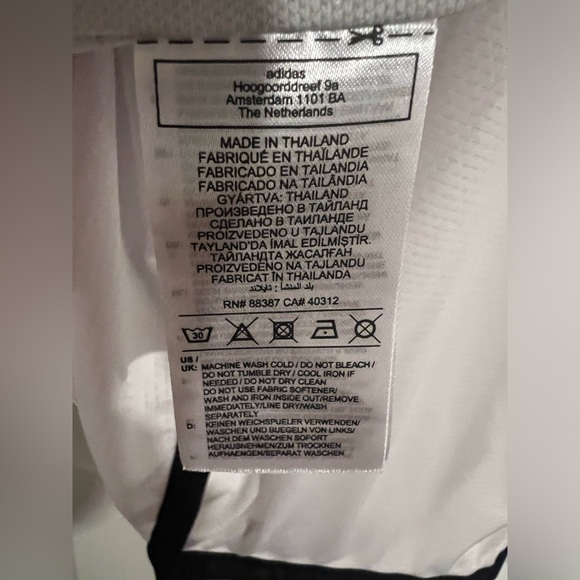 adidas
Hoogoorddreef 9a
Amsterdam 1101 BA
The Netherlands
MADE IN THAILAND
FABRIQUÉ EN THAÏLANDE
FABRICADO EN TAILANDIA
FABRICADO NA TAILÂNDIA
GYÁRTVA: THAILAND
ПРОИЗВЕДЕНО В ТАЙЛАНД
СДЕЛАНО В ТАИЛАНДЕ
PROIZVEDENO U TAJLANDU
TAYLAND'DA İMAL EDİLMİŞTİR.
ТАЙЛАНДТА ЖАСАЛҒАН
PROIZVEDENO NA TAJLANDU
FABRICAT ÎN THAILANDA
بلد المنشأ: تايلاند
RN# 88387 CA# 40312
30
US /
UK: MACHINE WASH COLD / DO NOT BLEACH /
DO NOT TUMBLE DRY / COOL IRON IF
NEEDED / DO NOT DRY CLEAN
DO NOT USE FABRIC SOFTENER/
WASH AND IRON INSIDE OUT/REMOVE
IMMEDIATELY/LINE DRY/WASH
SEPARATELY
D: KEINEN WEICHSPUELER VERWENDEN/
WASCHEN UND BUEGELN VON LINKS/
NACH DEM WASCHEN SOFORT
HERAUSNEHMEN/ZUM TROCKNEN
AUFHAENGEN/SEPARAT WASCHEN